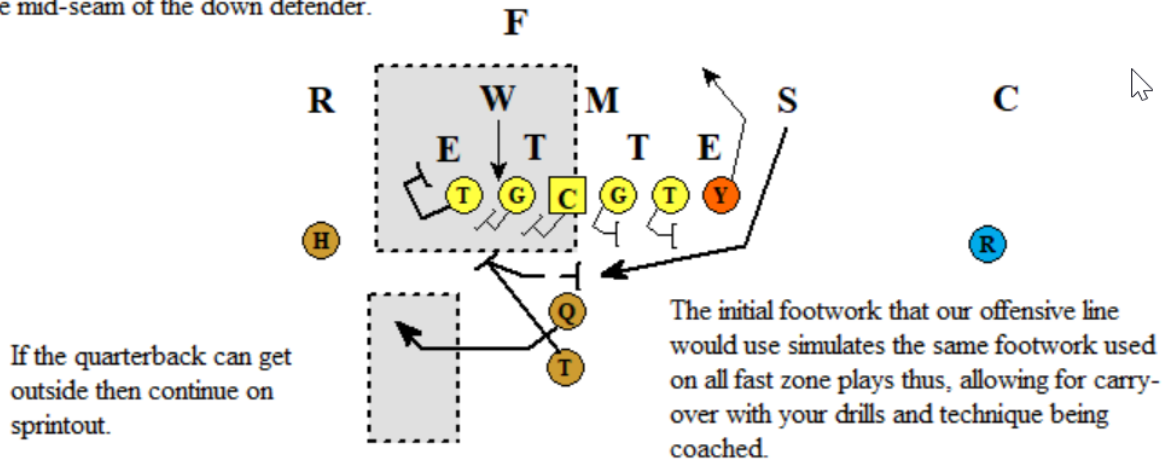 e mid-seam of the down defender.
F
R W M S C
E T T E
T G C G T Y
H R
Q
T
If the quarterback can get
outside then continue on
sprintout.
The initial footwork that our offensive line
would use simulates the same footwork used
on all fast zone plays thus, allowing for carry-
over with your drills and technique being
coached.